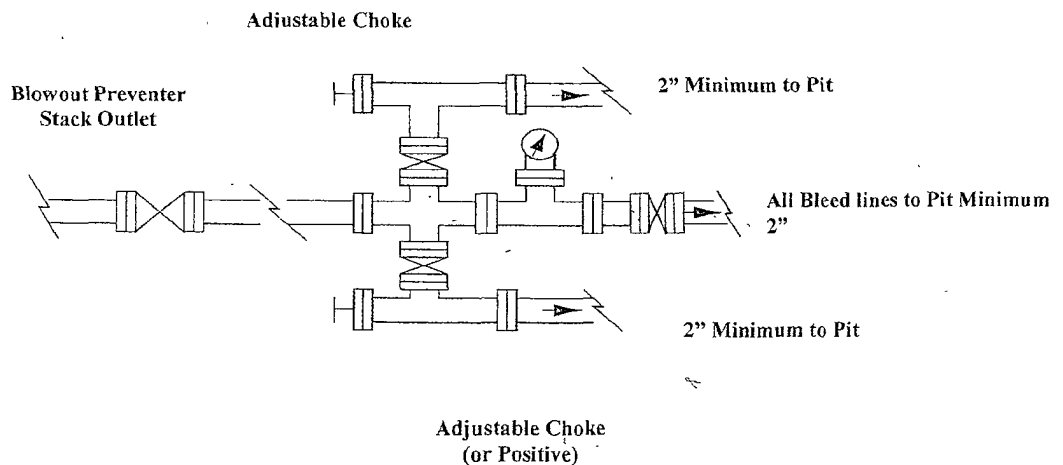 Adjustable Choke
Blowout Preventer
Stack Outlet
2” Minimum to Pit
All Bleed lines to Pit Minimum
2”
2” Minimum to Pit
Adjustable Choke
(or Positive)